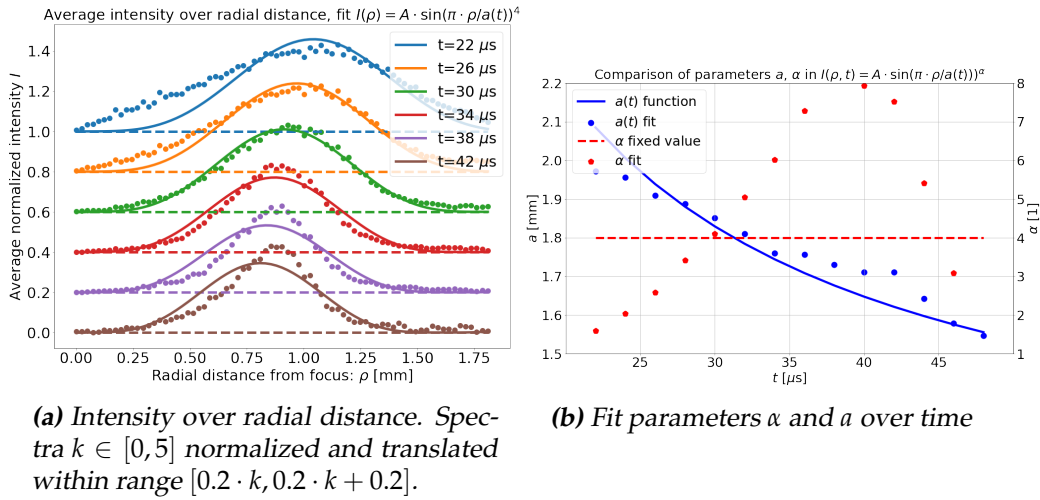 Average intensity over radial distance, fit I(ρ) = A · sin(π · ρ/a(t))⁴
Average normalized intensity I
1.4
1.2
1.0
0.8
0.6
0.4
0.2
0.0
t=22 μs
t=26 μs
t=30 μs
t=34 μs
t=38 μs
t=42 μs
0.00 0.25 0.50 0.75 1.00 1.25 1.50 1.75
Radial distance from focus: ρ [mm]
(a) Intensity over radial distance. Spec-
tra k ∈ [0, 5] normalized and translated
within range [0.2 · k, 0.2 · k + 0.2].
Comparison of parameters a, α in I(ρ, t) = A · sin(π · ρ/a(t)))^α
a [mm]
2.2
2.1
2.0
1.9
1.8
1.7
1.6
1.5
a(t) function
a(t) fit
α fixed value
α fit
8
7
6
5
4
3
2
1
α [1]
25 30 35 40 45
t [μs]
(b) Fit parameters α and a over time